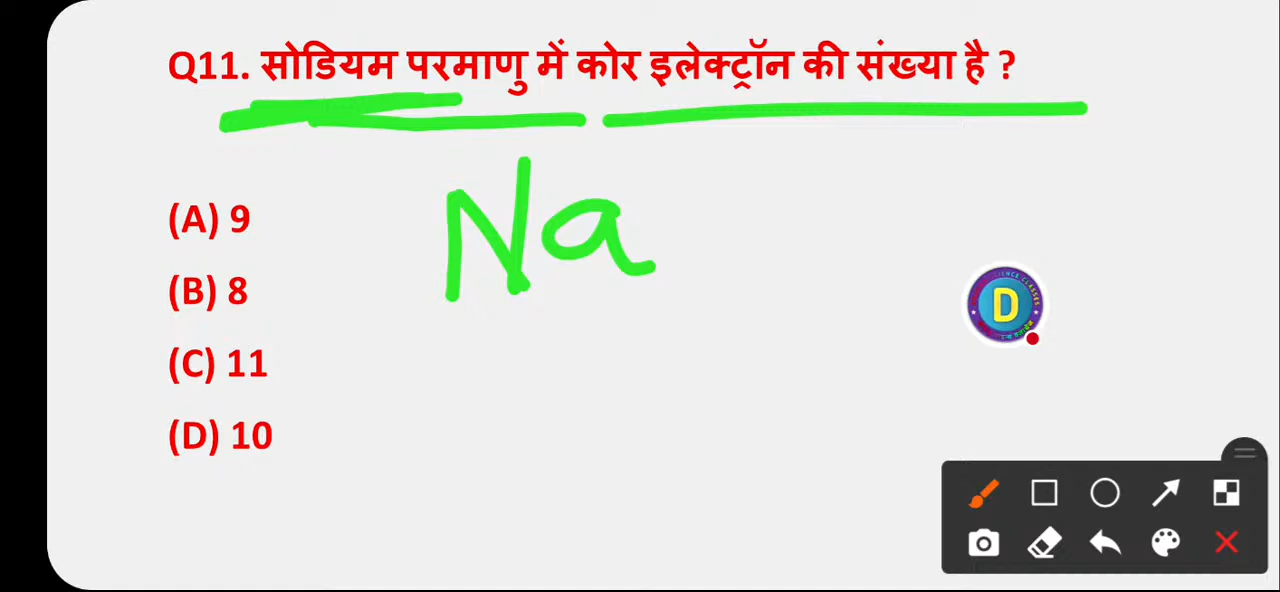 Q11. सोडियम परमाणु में कोर इलेक्ट्रॉन की संख्या है ?
Na
(A) 9
(B) 8
(C) 11
(D) 10
D